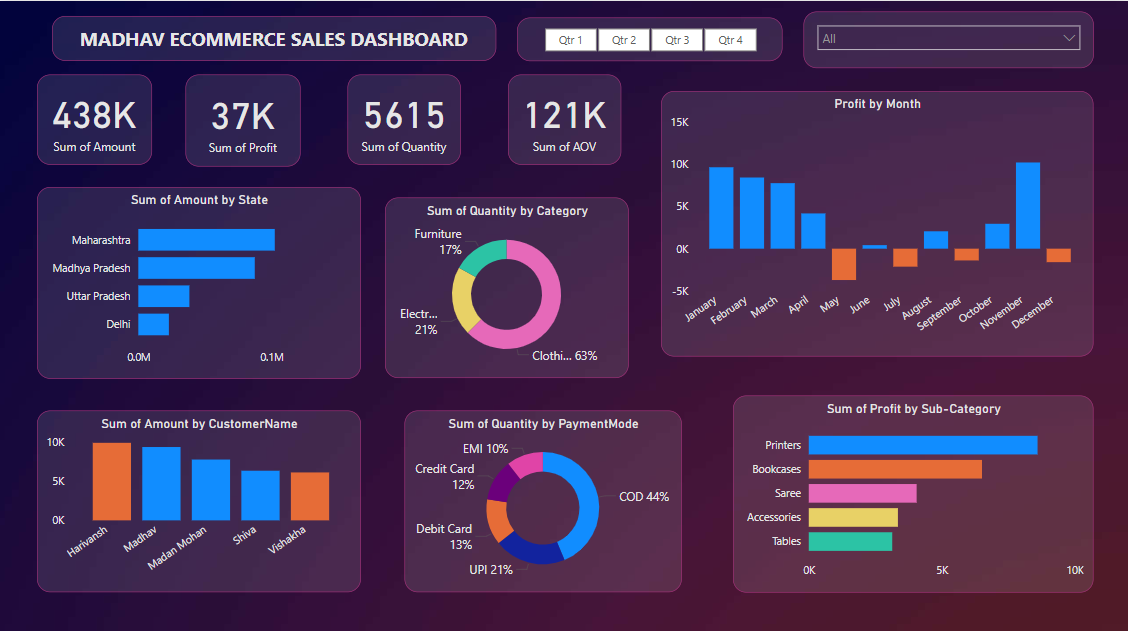 MADHAV ECOMMERCE SALES DASHBOARD
Qtr 1
Qtr 2
Qtr 3
Qtr 4
All
438K
Sum of Amount
37K
Sum of Profit
5615
Sum of Quantity
121K
Sum of AOV
Profit by Month
15K
10K
5K
0K
-5K
January
February
March
April
May
June
July
August
September
October
November
December
Sum of Amount by State
Maharashtra
Madhya Pradesh
Uttar Pradesh
Delhi
0.0M
0.1M
Sum of Quantity by Category
Furniture
17%
Electr...
21%
Clothi... 63%
Sum of Amount by CustomerName
10K
5K
0K
Harivansh
Madhav
Madan Mohan
Shiva
Vishakha
Sum of Quantity by PaymentMode
EMI 10%
Credit Card
12%
COD 44%
Debit Card
13%
UPI 21%
Sum of Profit by Sub-Category
Printers
Bookcases
Saree
Accessories
Tables
0K
5K
10K